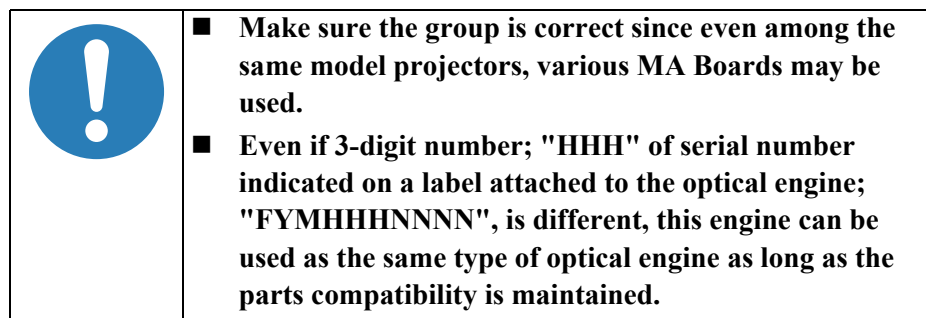 ■ Make sure the group is correct since even among the
same model projectors, various MA Boards may be
used.
■ Even if 3-digit number; "HHH" of serial number
indicated on a label attached to the optical engine;
"FYMHHHNNNN", is different, this engine can be
used as the same type of optical engine as long as the
parts compatibility is maintained.